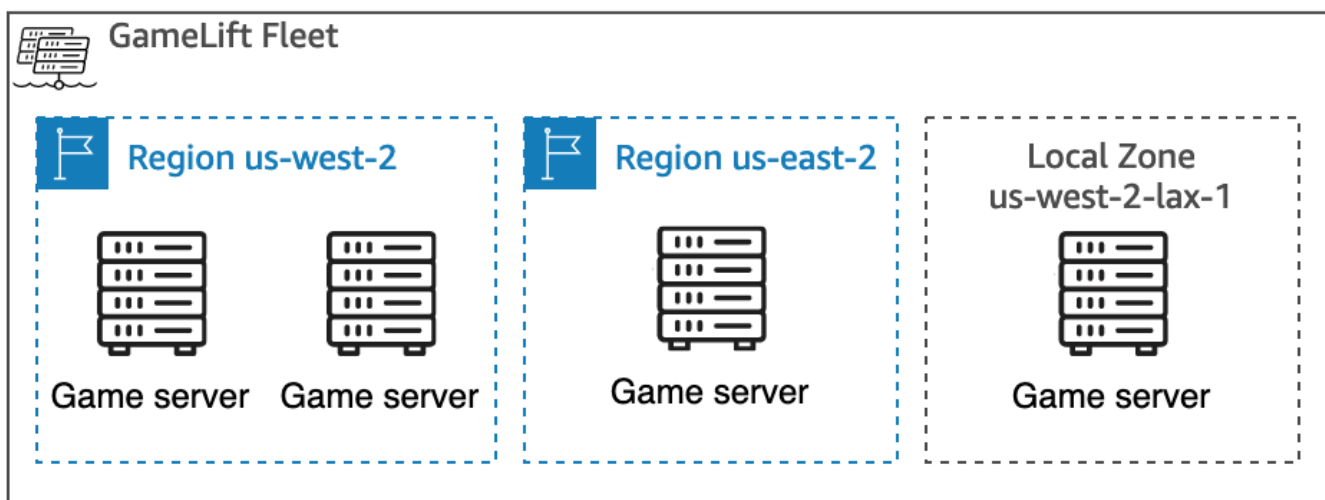 GameLift Fleet
Region us-west-2
Region us-east-2
Local Zone
us-west-2-lax-1
Game server
Game server
Game server
Game server